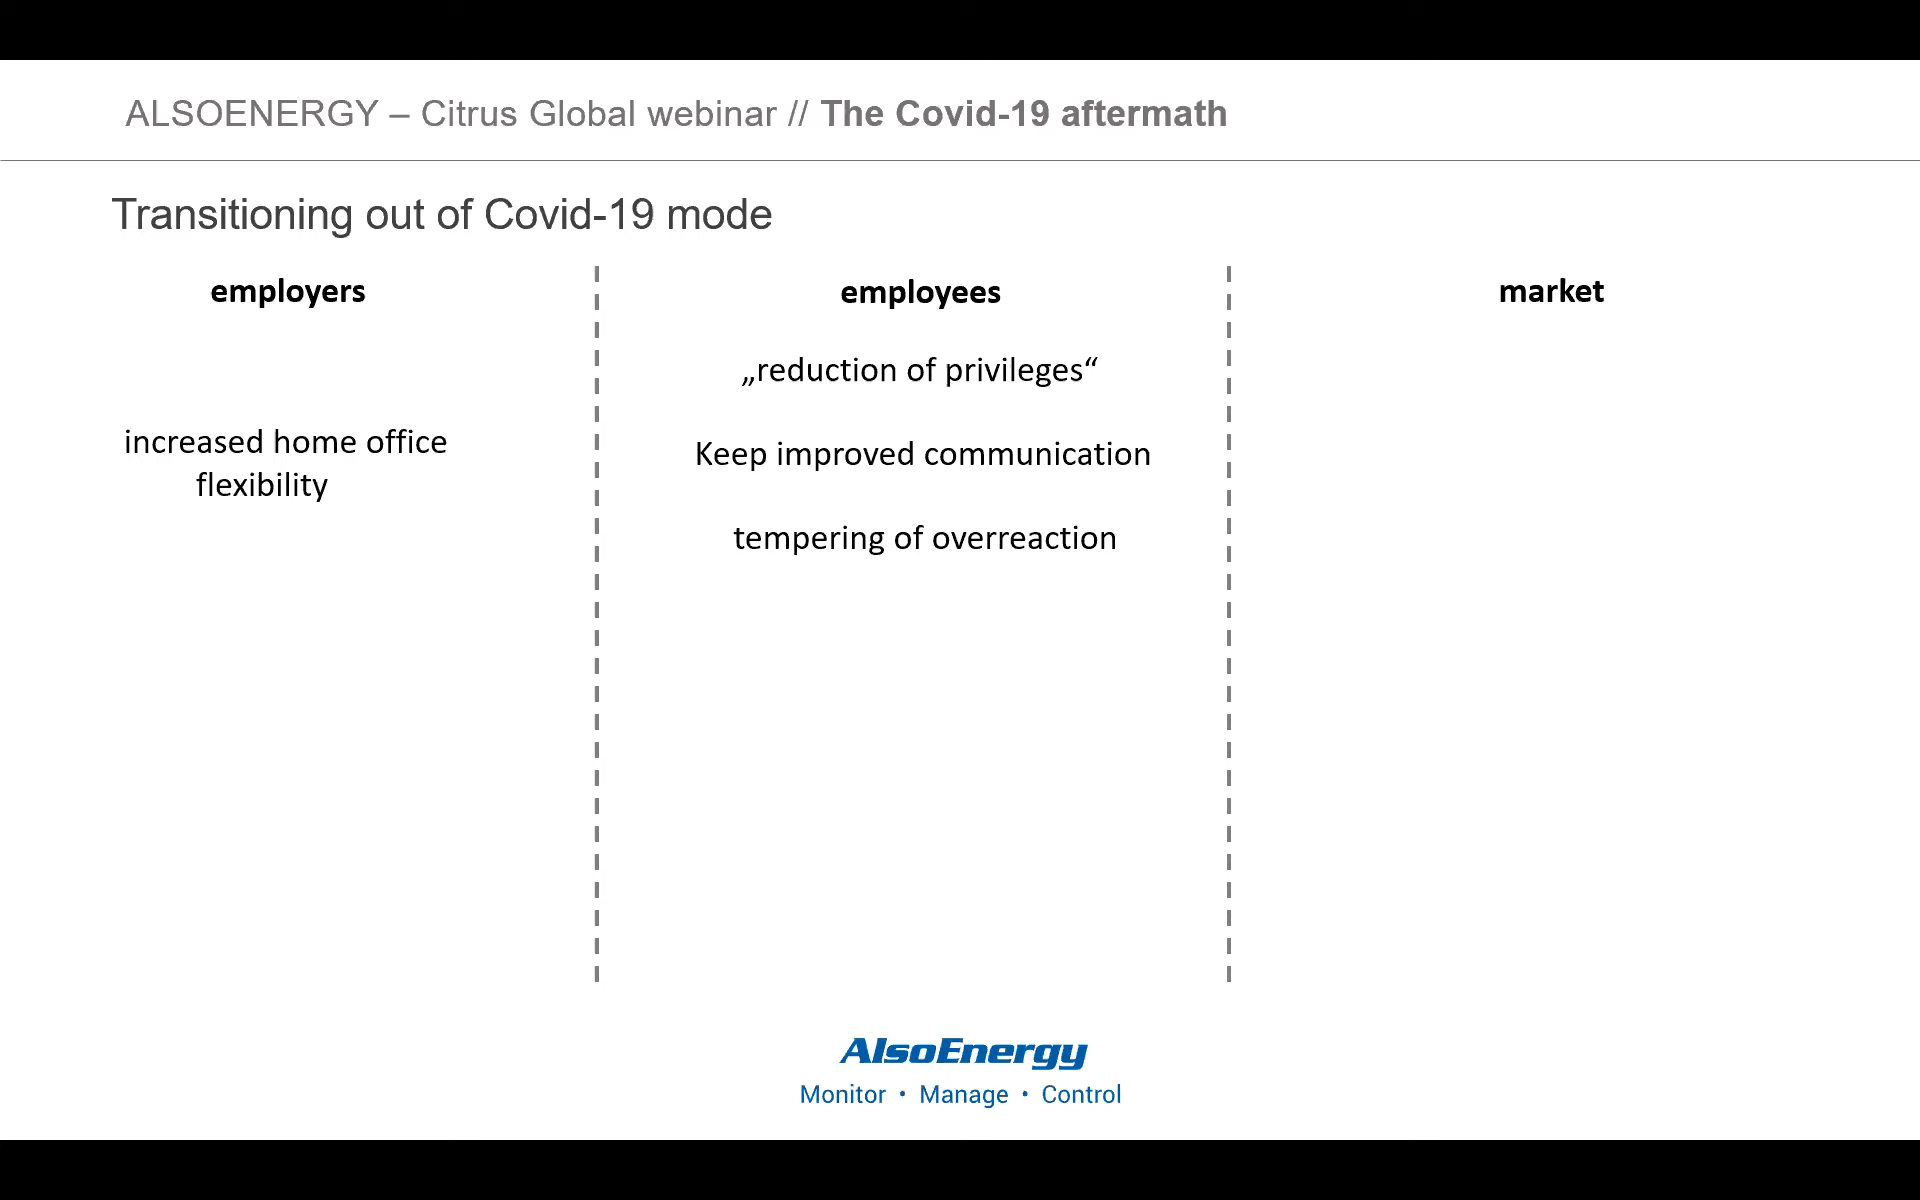 ALSOENERGY – Citrus Global webinar // The Covid-19 aftermath
Transitioning out of Covid-19 mode
employers
increased home office
flexibility
employees
„reduction of privileges“
Keep improved communication
tempering of overreaction
market
AlsoEnergy
Monitor • Manage • Control